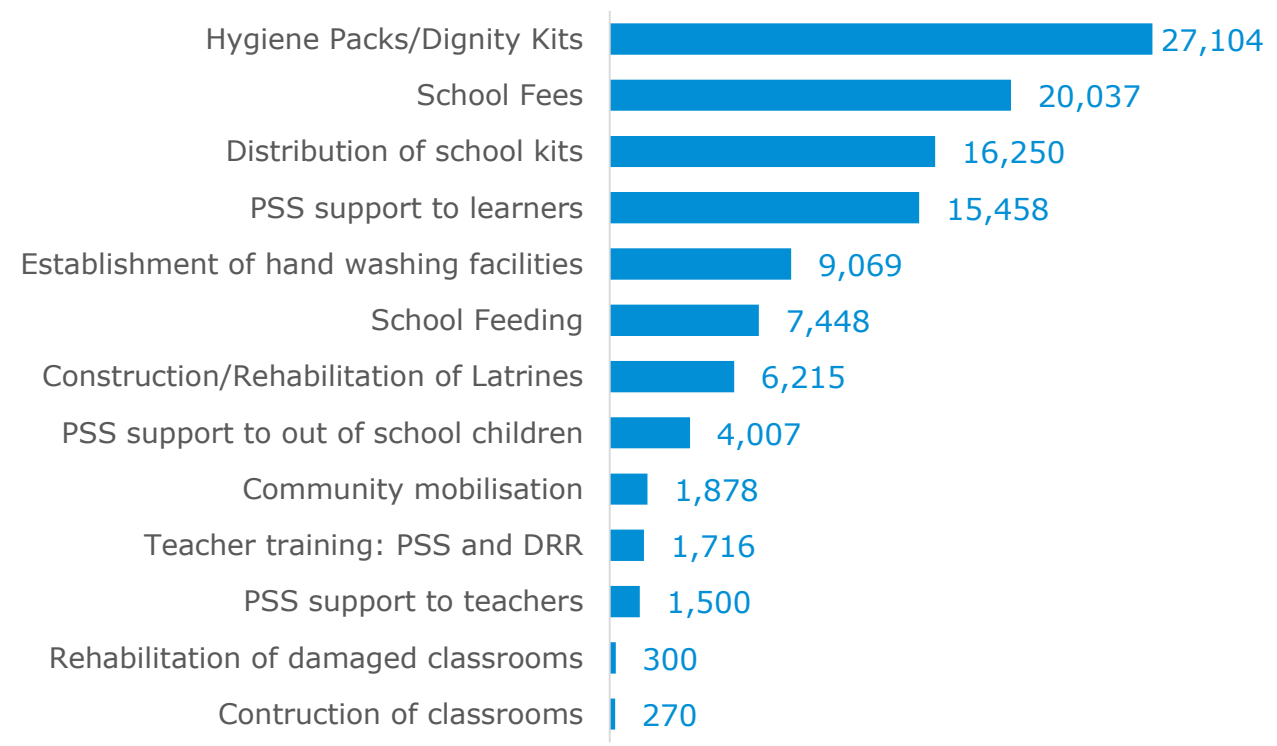 Hygiene Packs/Dignity Kits 27,104
School Fees 20,037
Distribution of school kits 16,250
PSS support to learners 15,458
Establishment of hand washing facilities 9,069
School Feeding 7,448
Construction/Rehabilitation of Latrines 6,215
PSS support to out of school children 4,007
Community mobilisation 1,878
Teacher training: PSS and DRR 1,716
PSS support to teachers 1,500
Rehabilitation of damaged classrooms 300
Contruction of classrooms 270